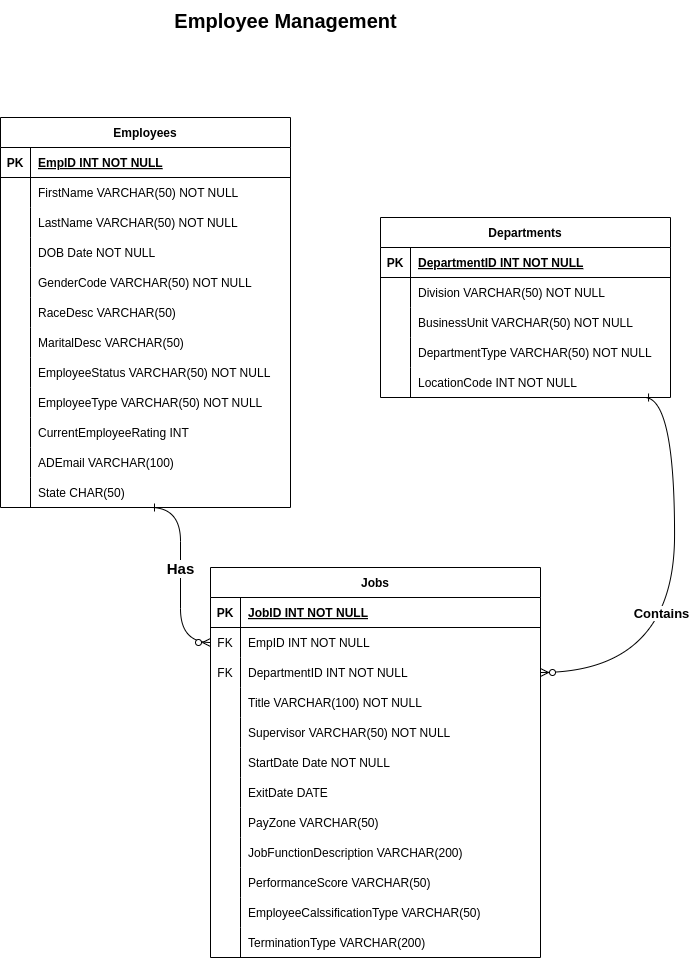 Employee Management
Employees
PK EmpID INT NOT NULL
FirstName VARCHAR(50) NOT NULL
LastName VARCHAR(50) NOT NULL
DOB Date NOT NULL
GenderCode VARCHAR(50) NOT NULL
RaceDesc VARCHAR(50)
MaritalDesc VARCHAR(50)
EmployeeStatus VARCHAR(50) NOT NULL
EmployeeType VARCHAR(50) NOT NULL
CurrentEmployeeRating INT
ADEmail VARCHAR(100)
State CHAR(50)
Departments
PK DepartmentID INT NOT NULL
Division VARCHAR(50) NOT NULL
BusinessUnit VARCHAR(50) NOT NULL
DepartmentType VARCHAR(50) NOT NULL
LocationCode INT NOT NULL
Has
Contains
Jobs
PK JobID INT NOT NULL
FK EmpID INT NOT NULL
FK DepartmentID INT NOT NULL
Title VARCHAR(100) NOT NULL
Supervisor VARCHAR(50) NOT NULL
StartDate Date NOT NULL
ExitDate DATE
PayZone VARCHAR(50)
JobFunctionDescription VARCHAR(200)
PerformanceScore VARCHAR(50)
EmployeeCalssificationType VARCHAR(50)
TerminationType VARCHAR(200)